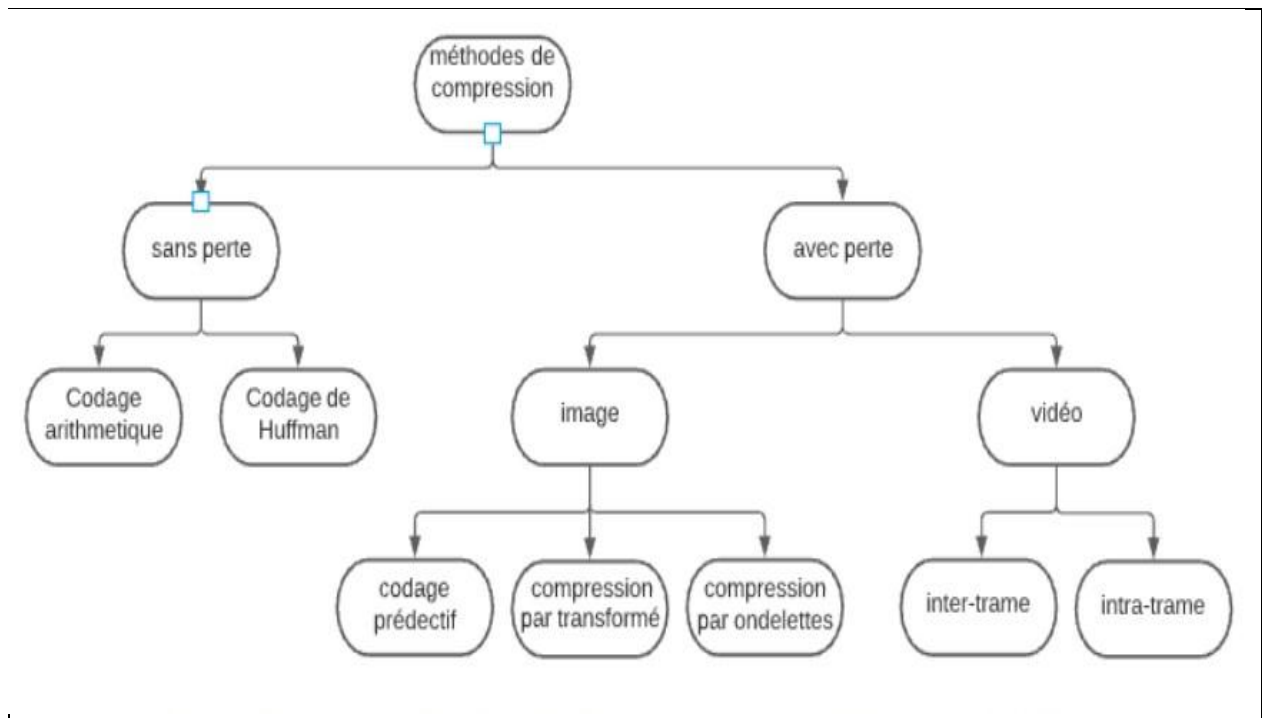 méthodes de
compression
sans perte
avec perte
Codage
arithmetique
Codage de
Huffman
image
vidéo
codage
prédectif
compression
par transformé
compression
par ondelettes
inter-trame
intra-trame